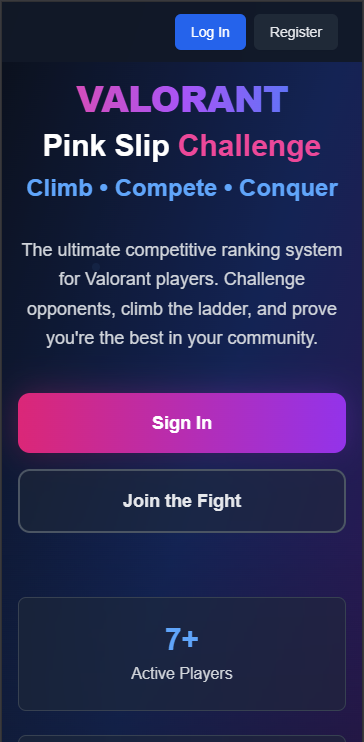 Log In Register
VALORANT
Pink Slip Challenge
Climb • Compete • Conquer
The ultimate competitive ranking system
for Valorant players. Challenge
opponents, climb the ladder, and prove
you're the best in your community.
Sign In
Join the Fight
7+
Active Players